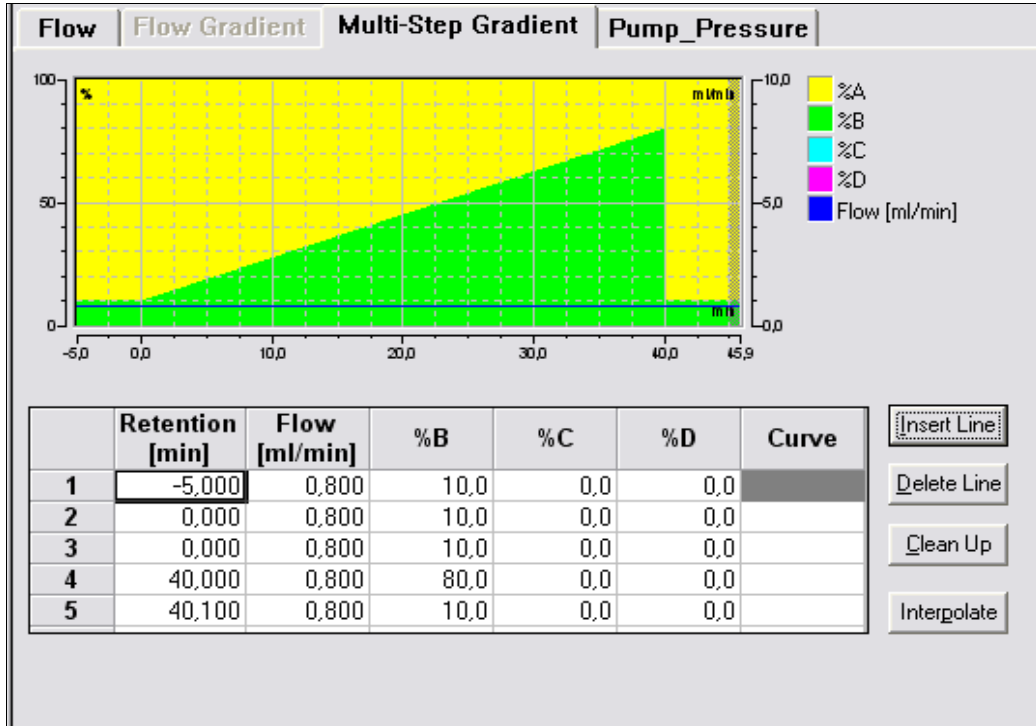 Flow Flow Gradient Multi-Step Gradient Pump_Pressure
100 % ml/min 10,0
50 5,0
0 min 0,0
-5,0 0,0 10,0 20,0 30,0 40,0 45,9
%A
%B
%C
%D
Flow [ml/min]
Retention [min] Flow [ml/min] %B %C %D Curve
1 -5,000 0,800 10,0 0,0 0,0
2 0,000 0,800 10,0 0,0 0,0
3 0,000 0,800 10,0 0,0 0,0
4 40,000 0,800 80,0 0,0 0,0
5 40,100 0,800 10,0 0,0 0,0
Insert Line
Delete Line
Clean Up
Interpolate